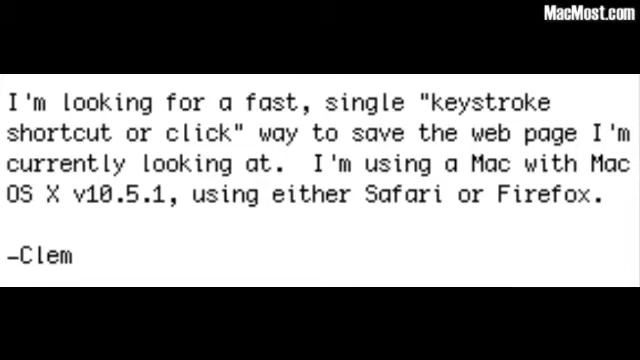 MacMost.com
I'm looking for a fast, single "keystroke
shortcut or click" way to save the web page I'm
currently looking at.  I'm using a Mac with Mac
OS X v10.5.1, using either Safari or Firefox.
-Clem